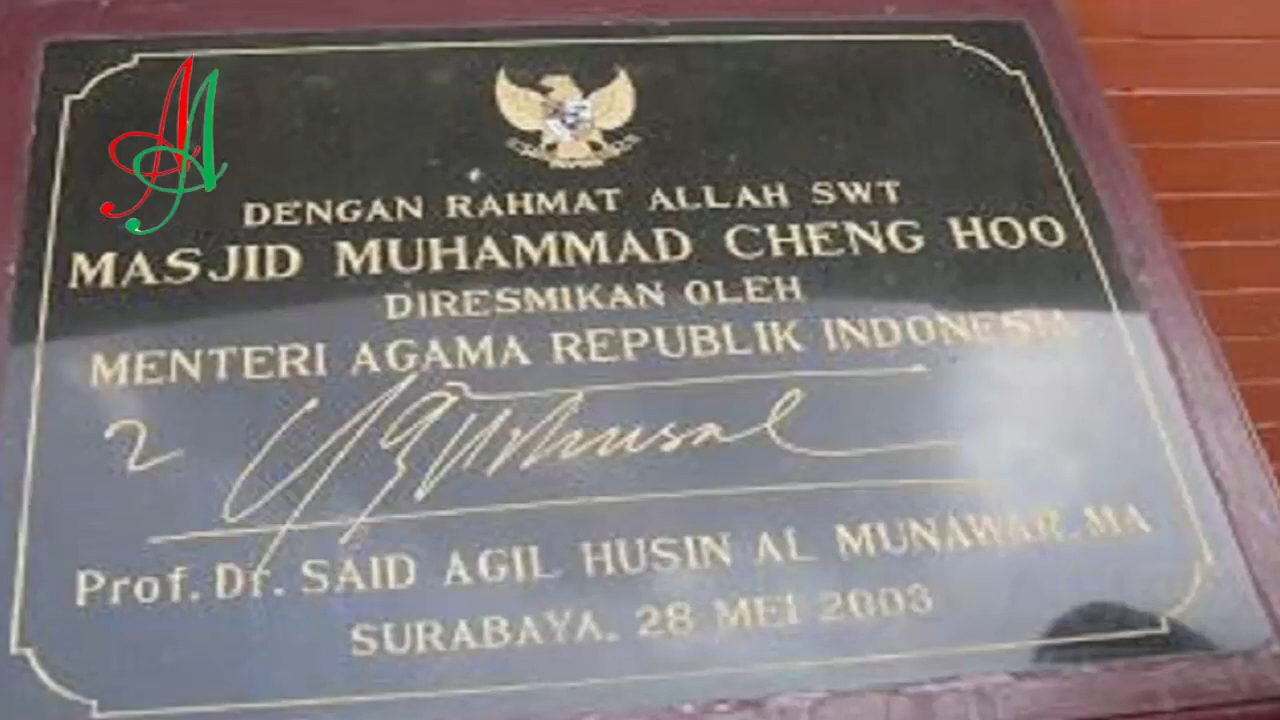 DENGAN RAHMAT ALLAH SWT
MASJID MUHAMMAD CHENG HOO
DIRESMIKAN OLEH
MENTERI AGAMA REPUBLIK INDONESIA
Prof. Dr. SAID AGIL HUSIN AL MUNAWAR, MA
SURABAYA, 28 MEI 2003